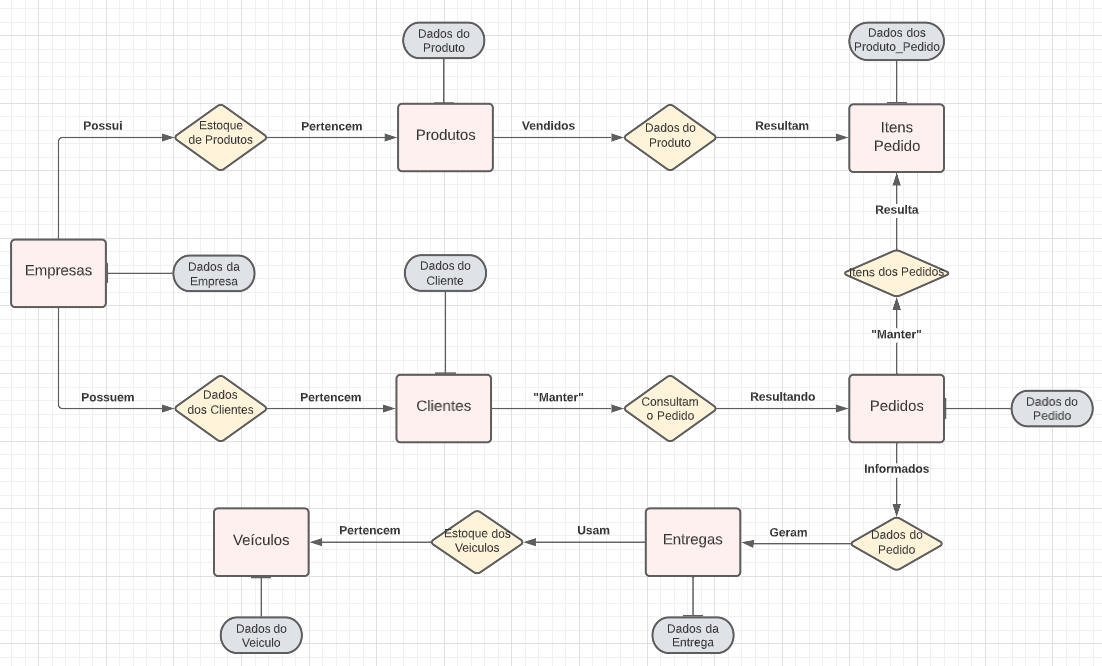 Dados do
Produto
Dados dos
Produto_Pedido
Possui
Estoque
de Produtos
Pertencem
Produtos
Vendidos
Dados do
Produto
Resultam
Itens
Pedido
Resulta
Empresas
Dados da
Empresa
Dados do
Cliente
Itens dos Pedidos
"Manter"
Possuem
Dados
dos Clientes
Pertencem
Clientes
"Manter"
Consultam
o Pedido
Resultando
Pedidos
Dados do
Pedido
Informados
Veículos
Pertencem
Estoque dos
Veiculos
Usam
Entregas
Geram
Dados do
Pedido
Dados do
Veiculo
Dados da
Entrega